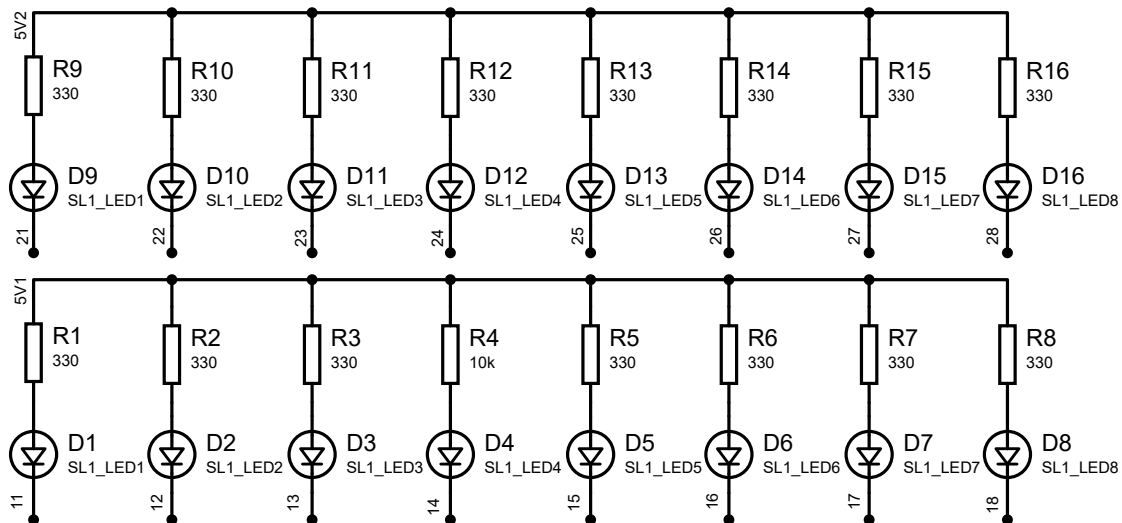 5V2
R9 R10 R11 R12 R13 R14 R15 R16
330 330 330 330 330 330 330 330
D9 D10 D11 D12 D13 D14 D15 D16
SL1_LED1 SL1_LED2 SL1_LED3 SL1_LED4 SL1_LED5 SL1_LED6 SL1_LED7 SL1_LED8
21 22 23 24 25 26 27 28
5V1
R1 R2 R3 R4 R5 R6 R7 R8
330 330 330 10k 330 330 330 330
D1 D2 D3 D4 D5 D6 D7 D8
SL1_LED1 SL1_LED2 SL1_LED3 SL1_LED4 SL1_LED5 SL1_LED6 SL1_LED7 SL1_LED8
11 12 13 14 15 16 17 18